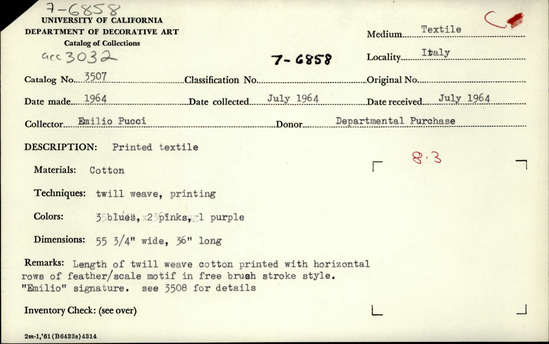 7-6858
UNIVERSITY OF CALIFORNIA
DEPARTMENT OF DECORATIVE ART
Catalog of Collections
acc 3032
Medium Textile
7-6858 Locality Italy
Catalog No. 3507 Classification No. Original No.
Date made 1964 Date collected July 1964 Date received July 1964
Collector Emilio Pucci Donor Departmental Purchase
DESCRIPTION: Printed textile
8.3
Materials: Cotton
Techniques: twill weave, printing
Colors: 3 blues, 2 pinks, 1 purple
Dimensions: 55 3/4" wide, 36" long
Remarks: Length of twill weave cotton printed with horizontal
rows of feather/scale motif in free brush stroke style.
"Emilio" signature. see 3508 for details
Inventory Check: (see over)
2m-1,'61(B6423s)4314